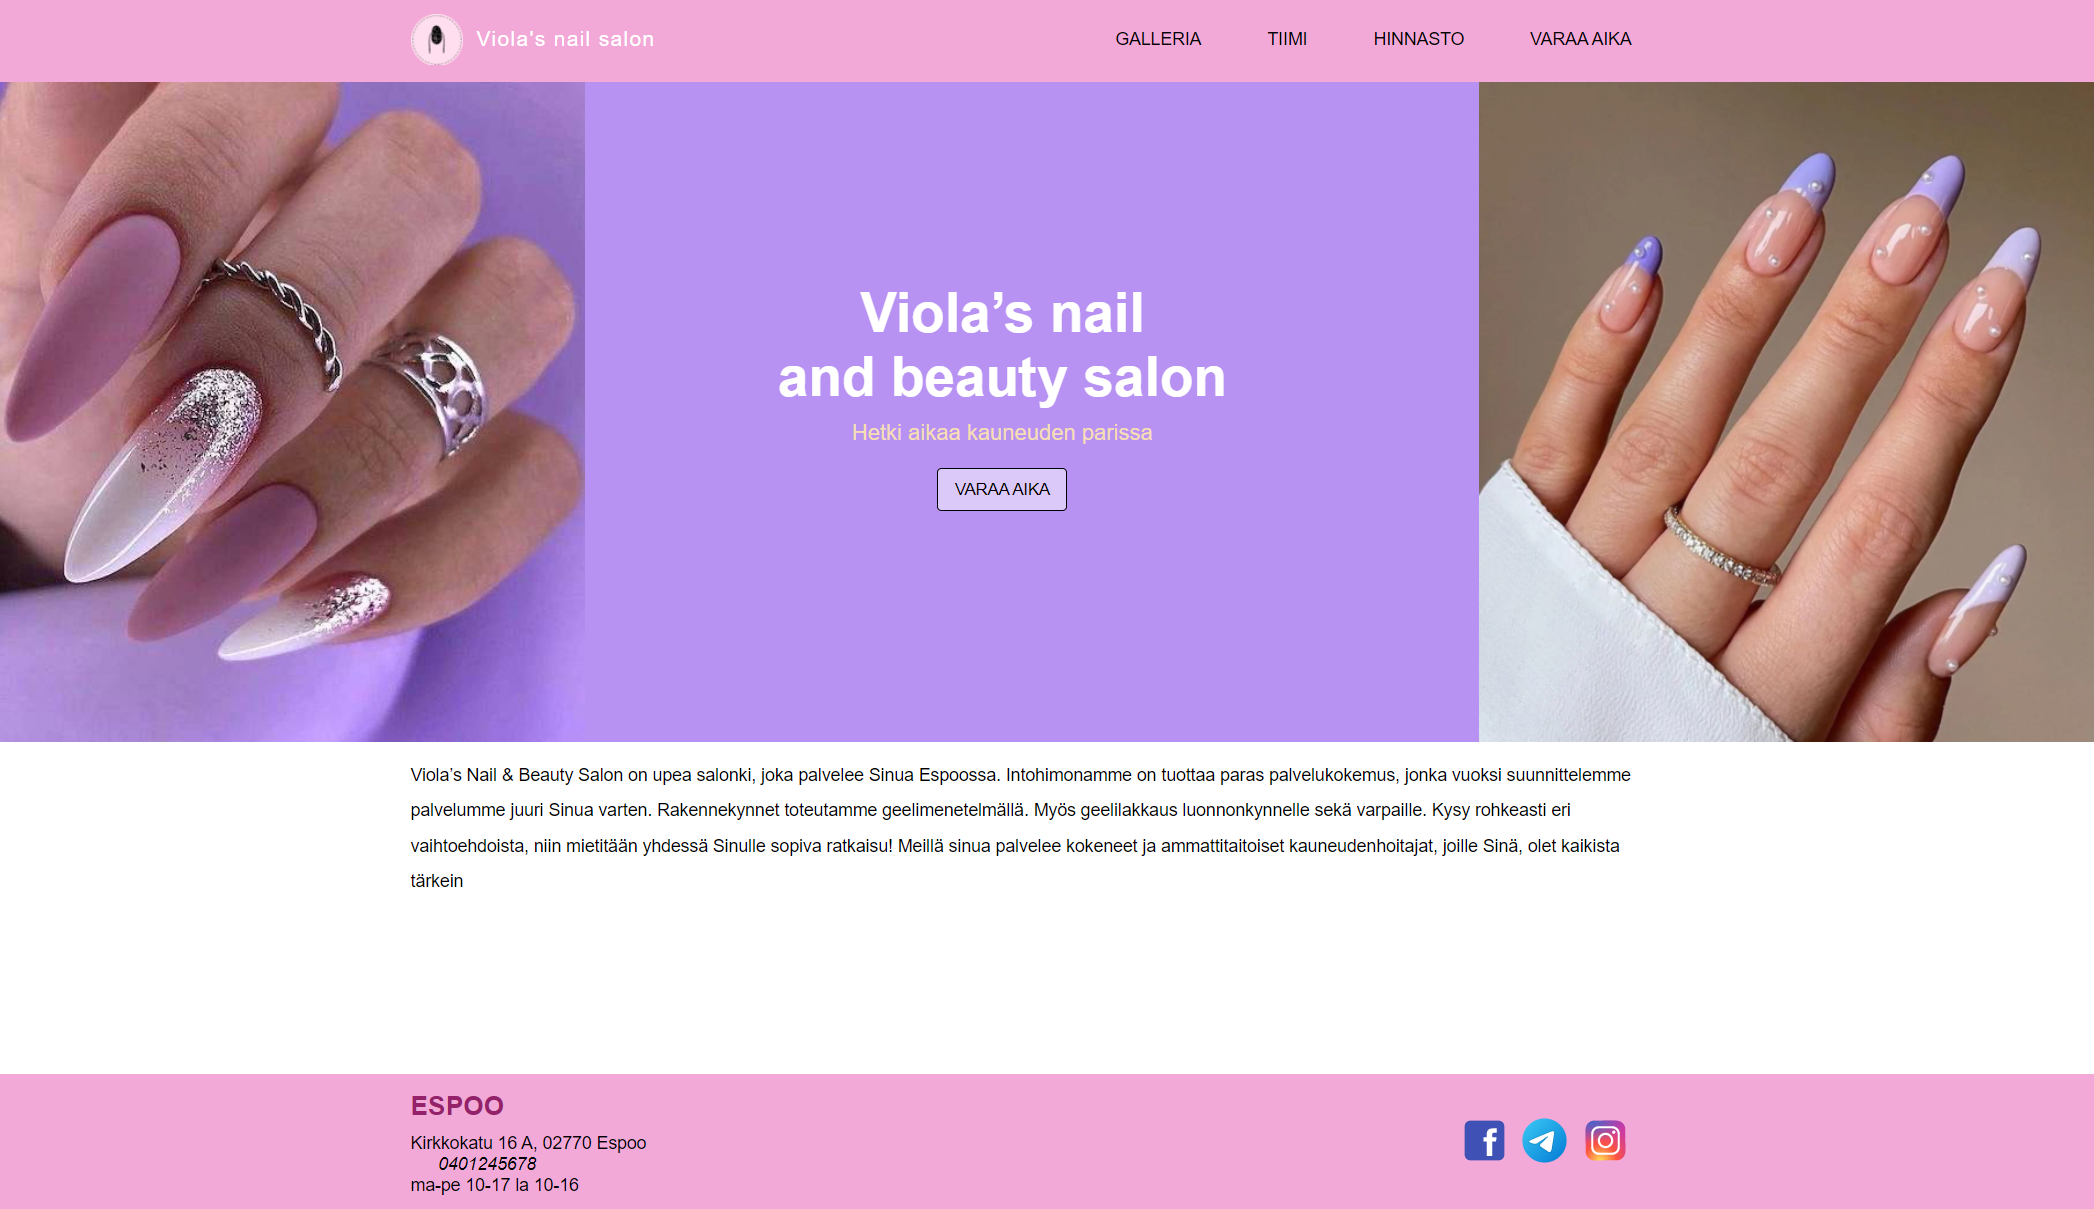 Viola's nail salon
GALLERIA TIIMI HINNASTO VARAA AIKA
Viola’s nail
and beauty salon
Hetki aikaa kauneuden parissa
VARAA AIKA
Viola’s Nail & Beauty Salon on upea salonki, joka palvelee Sinua Espoossa. Intohimonamme on tuottaa paras palvelukokemus, jonka vuoksi suunnittelemme
palvelumme juuri Sinua varten. Rakennekynnet toteutamme geelimenetelmällä. Myös geelilakkaus luonnonkynnelle sekä varpaille. Kysy rohkeasti eri
vaihtoehdoista, niin mietitään yhdessä Sinulle sopiva ratkaisu! Meillä sinua palvelee kokeneet ja ammattitaitoiset kauneudenhoitajat, joille Sinä, olet kaikista
tärkein
ESPOO
Kirkkokatu 16 A, 02770 Espoo
0401245678
ma-pe 10-17 la 10-16